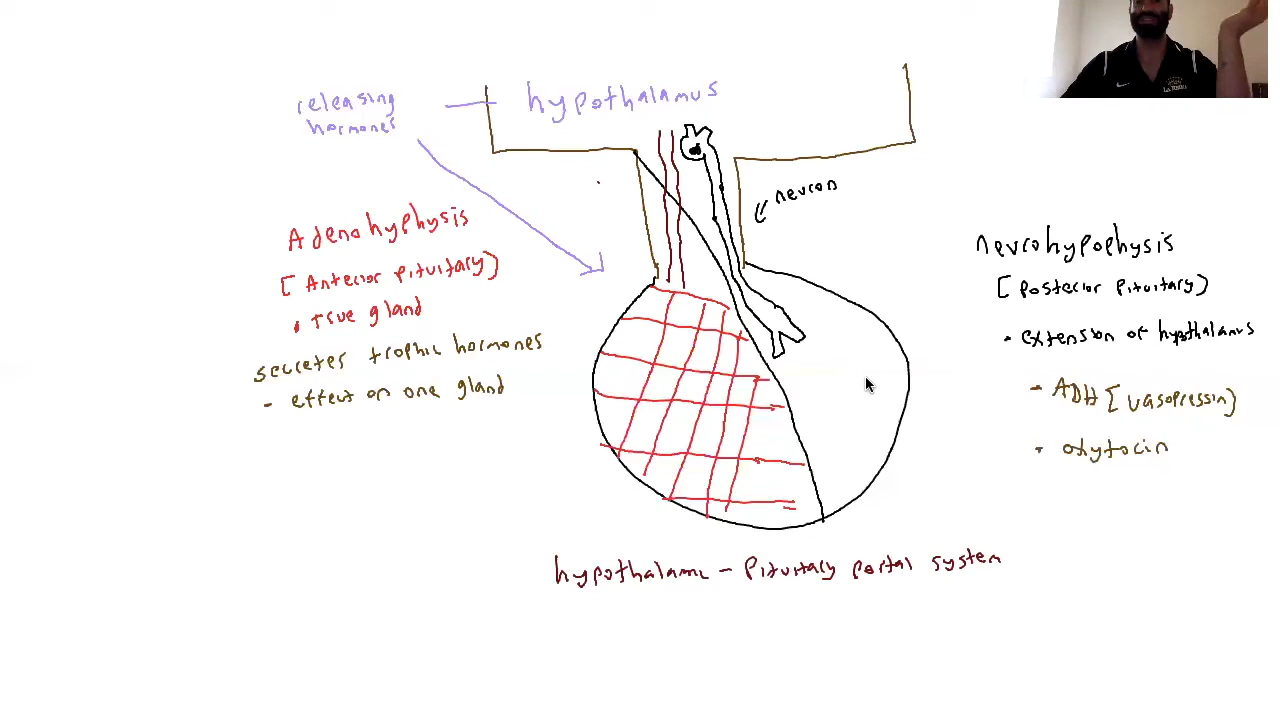 releasing
hormones
hypothalamus
neuron
Adenohyphysis
[Anterior pituitary)
• true gland
secretes trophic hormones
- effect on one gland
neurohypophysis
[posterior pituitary)
• extension of hypothalamus
- ADH [vasopressin)
- oxytocin
hypothalamic - pituitary portal system